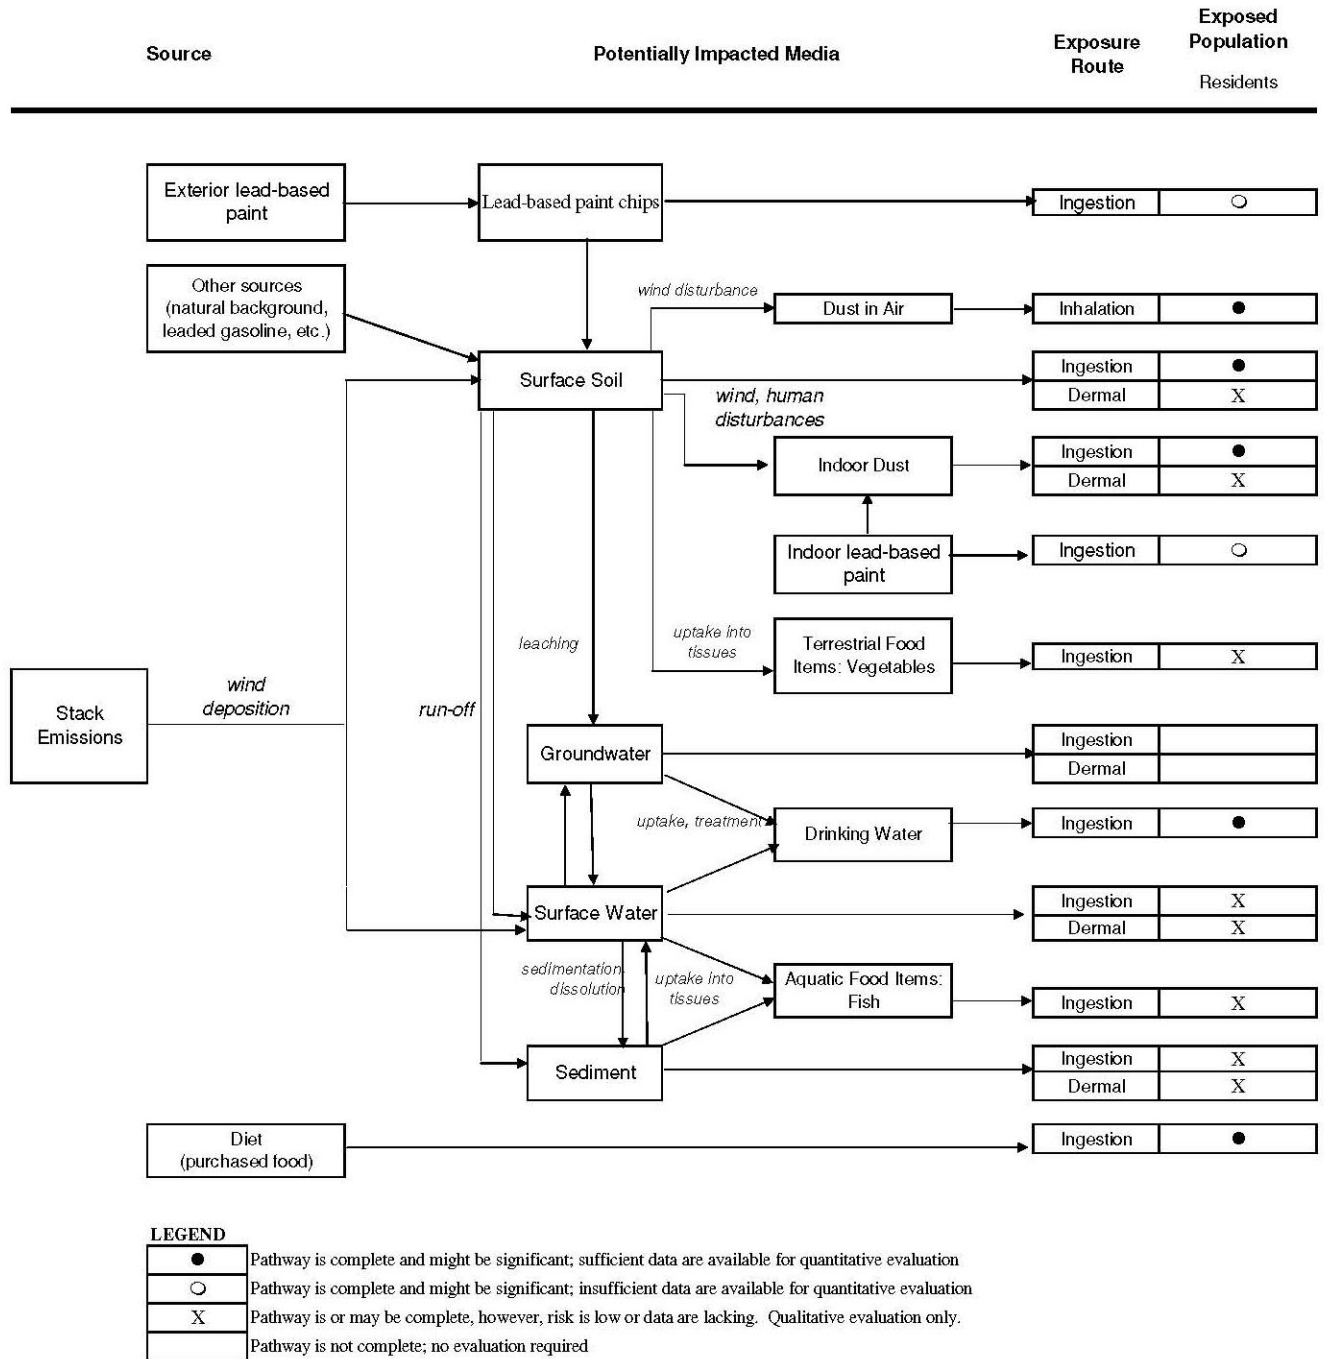 Source
Potentially Impacted Media
Exposure
Route
Exposed
Population
Residents
Exterior lead-based
paint
Lead-based paint chips
Ingestion
○
Other sources
(natural background,
leaded gasoline, etc.)
wind disturbance
Dust in Air
Inhalation
●
Surface Soil
Ingestion
●
Dermal
X
wind, human
disturbances
Indoor Dust
Ingestion
●
Dermal
X
Indoor lead-based
paint
Ingestion
○
leaching
uptake into
tissues
Terrestrial Food
Items: Vegetables
Ingestion
X
Stack
Emissions
wind
deposition
run-off
Groundwater
Ingestion
Dermal
uptake, treatment
Drinking Water
Ingestion
●
Surface Water
Ingestion
X
Dermal
X
sedimentation,
dissolution
uptake into
tissues
Aquatic Food Items:
Fish
Ingestion
X
Sediment
Ingestion
X
Dermal
X
Diet
(purchased food)
Ingestion
●
LEGEND
● Pathway is complete and might be significant; sufficient data are available for quantitative evaluation
○ Pathway is complete and might be significant; insufficient data are available for quantitative evaluation
X Pathway is or may be complete, however, risk is low or data are lacking. Qualitative evaluation only.
Pathway is not complete; no evaluation required